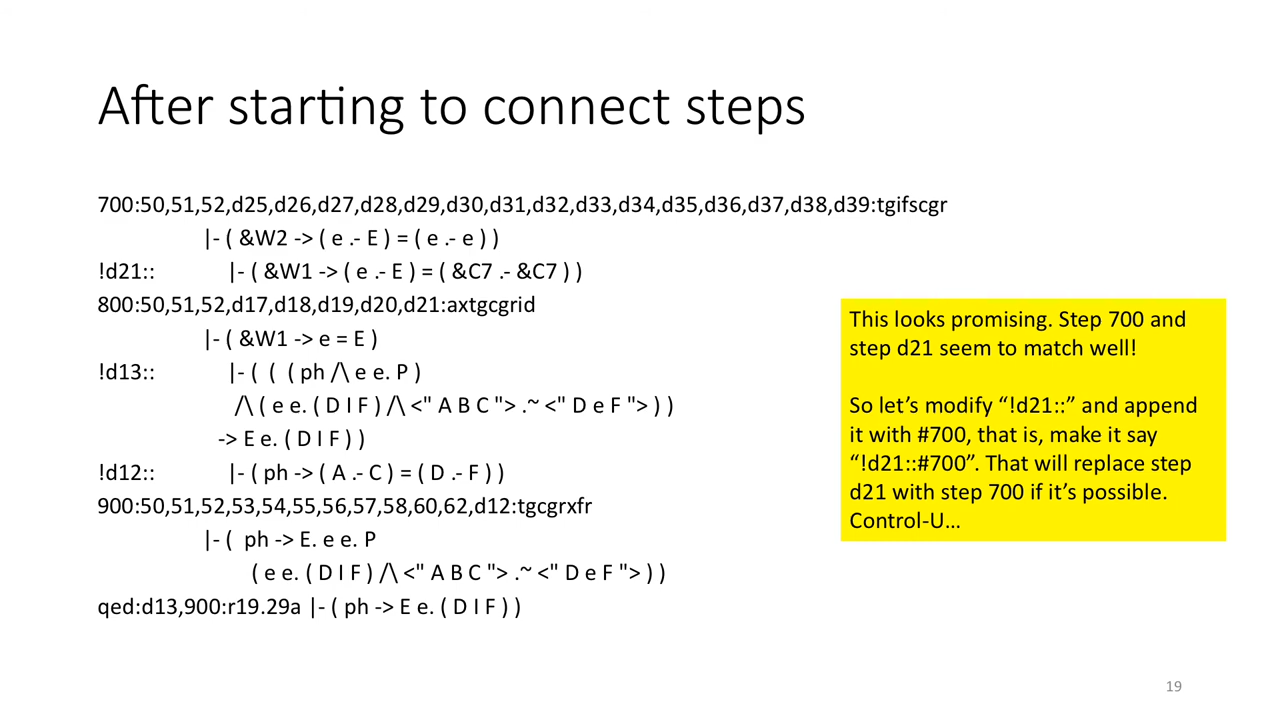 After starting to connect steps
700:50,51,52,d25,d26,d27,d28,d29,d30,d31,d32,d33,d34,d35,d36,d37,d38,d39:tgifscgr
|- ( &W2 -> ( e .- E ) = ( e .- e ) )
!d21:: |- ( &W1 -> ( e .- E ) = ( &C7 .- &C7 ) )
800:50,51,52,d17,d18,d19,d20,d21:axtgcgrid
|- ( &W1 -> e = E )
!d13:: |- ( ( ( ph /\ e e. P )
/\ ( e e. ( D I F ) /\ <" A B C "> .~ <" D e F "> ) )
-> E e. ( D I F ) )
!d12:: |- ( ph -> ( A .- C ) = ( D .- F ) )
900:50,51,52,53,54,55,56,57,58,60,62,d12:tgcgrxfr
|- ( ph -> E. e e. P
( e e. ( D I F ) /\ <" A B C "> .~ <" D e F "> ) )
qed:d13,900:r19.29a |- ( ph -> E e. ( D I F ) )
This looks promising. Step 700 and
step d21 seem to match well!
So let’s modify “!d21::” and append
it with #700, that is, make it say
“!d21::#700”. That will replace step
d21 with step 700 if it’s possible.
Control-U…
19